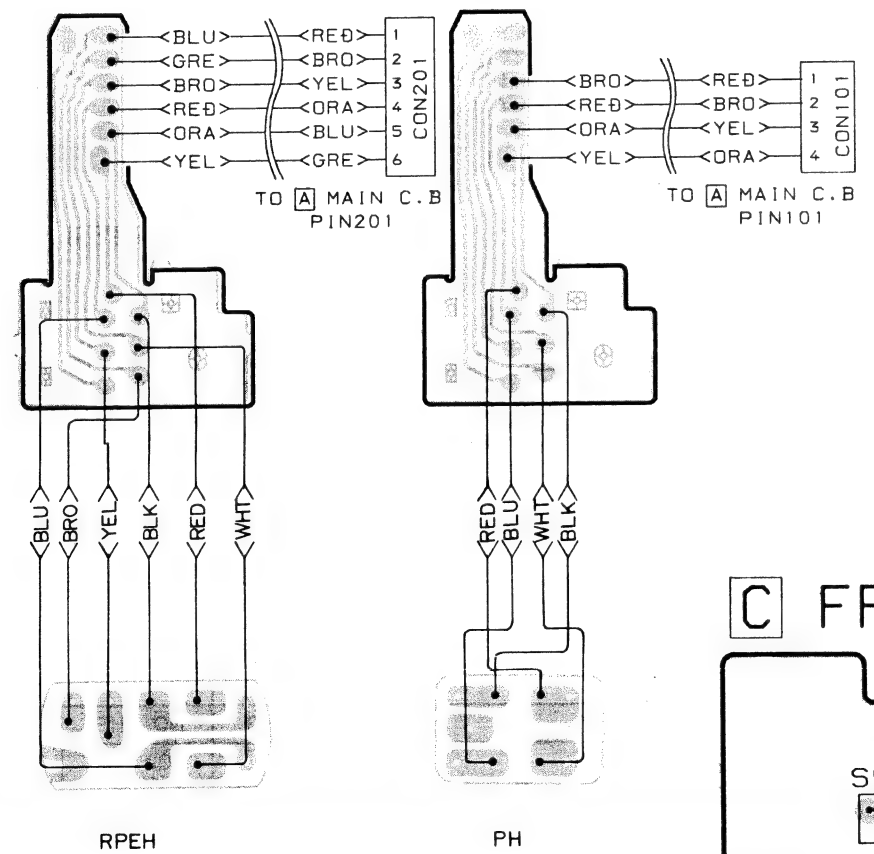 <BLU> <RED> 1
<GRE> <BRO> 2
<BRO> <YEL> 3
<RED> <ORA> 4
<ORA> <BLU> 5
<YEL> <GRE> 6
CON201
TO A MAIN C.B
PIN201
<BRO> <RED> 1
<RED> <BRO> 2
<ORA> <YEL> 3
<YEL> <ORA> 4
CON101
TO A MAIN C.B
PIN101
<BLU>
<BRO>
<YEL>
<BLK>
<RED>
<WHT>
<RED>
<BLU>
<WHT>
<BLK>
C
RPEH
PH